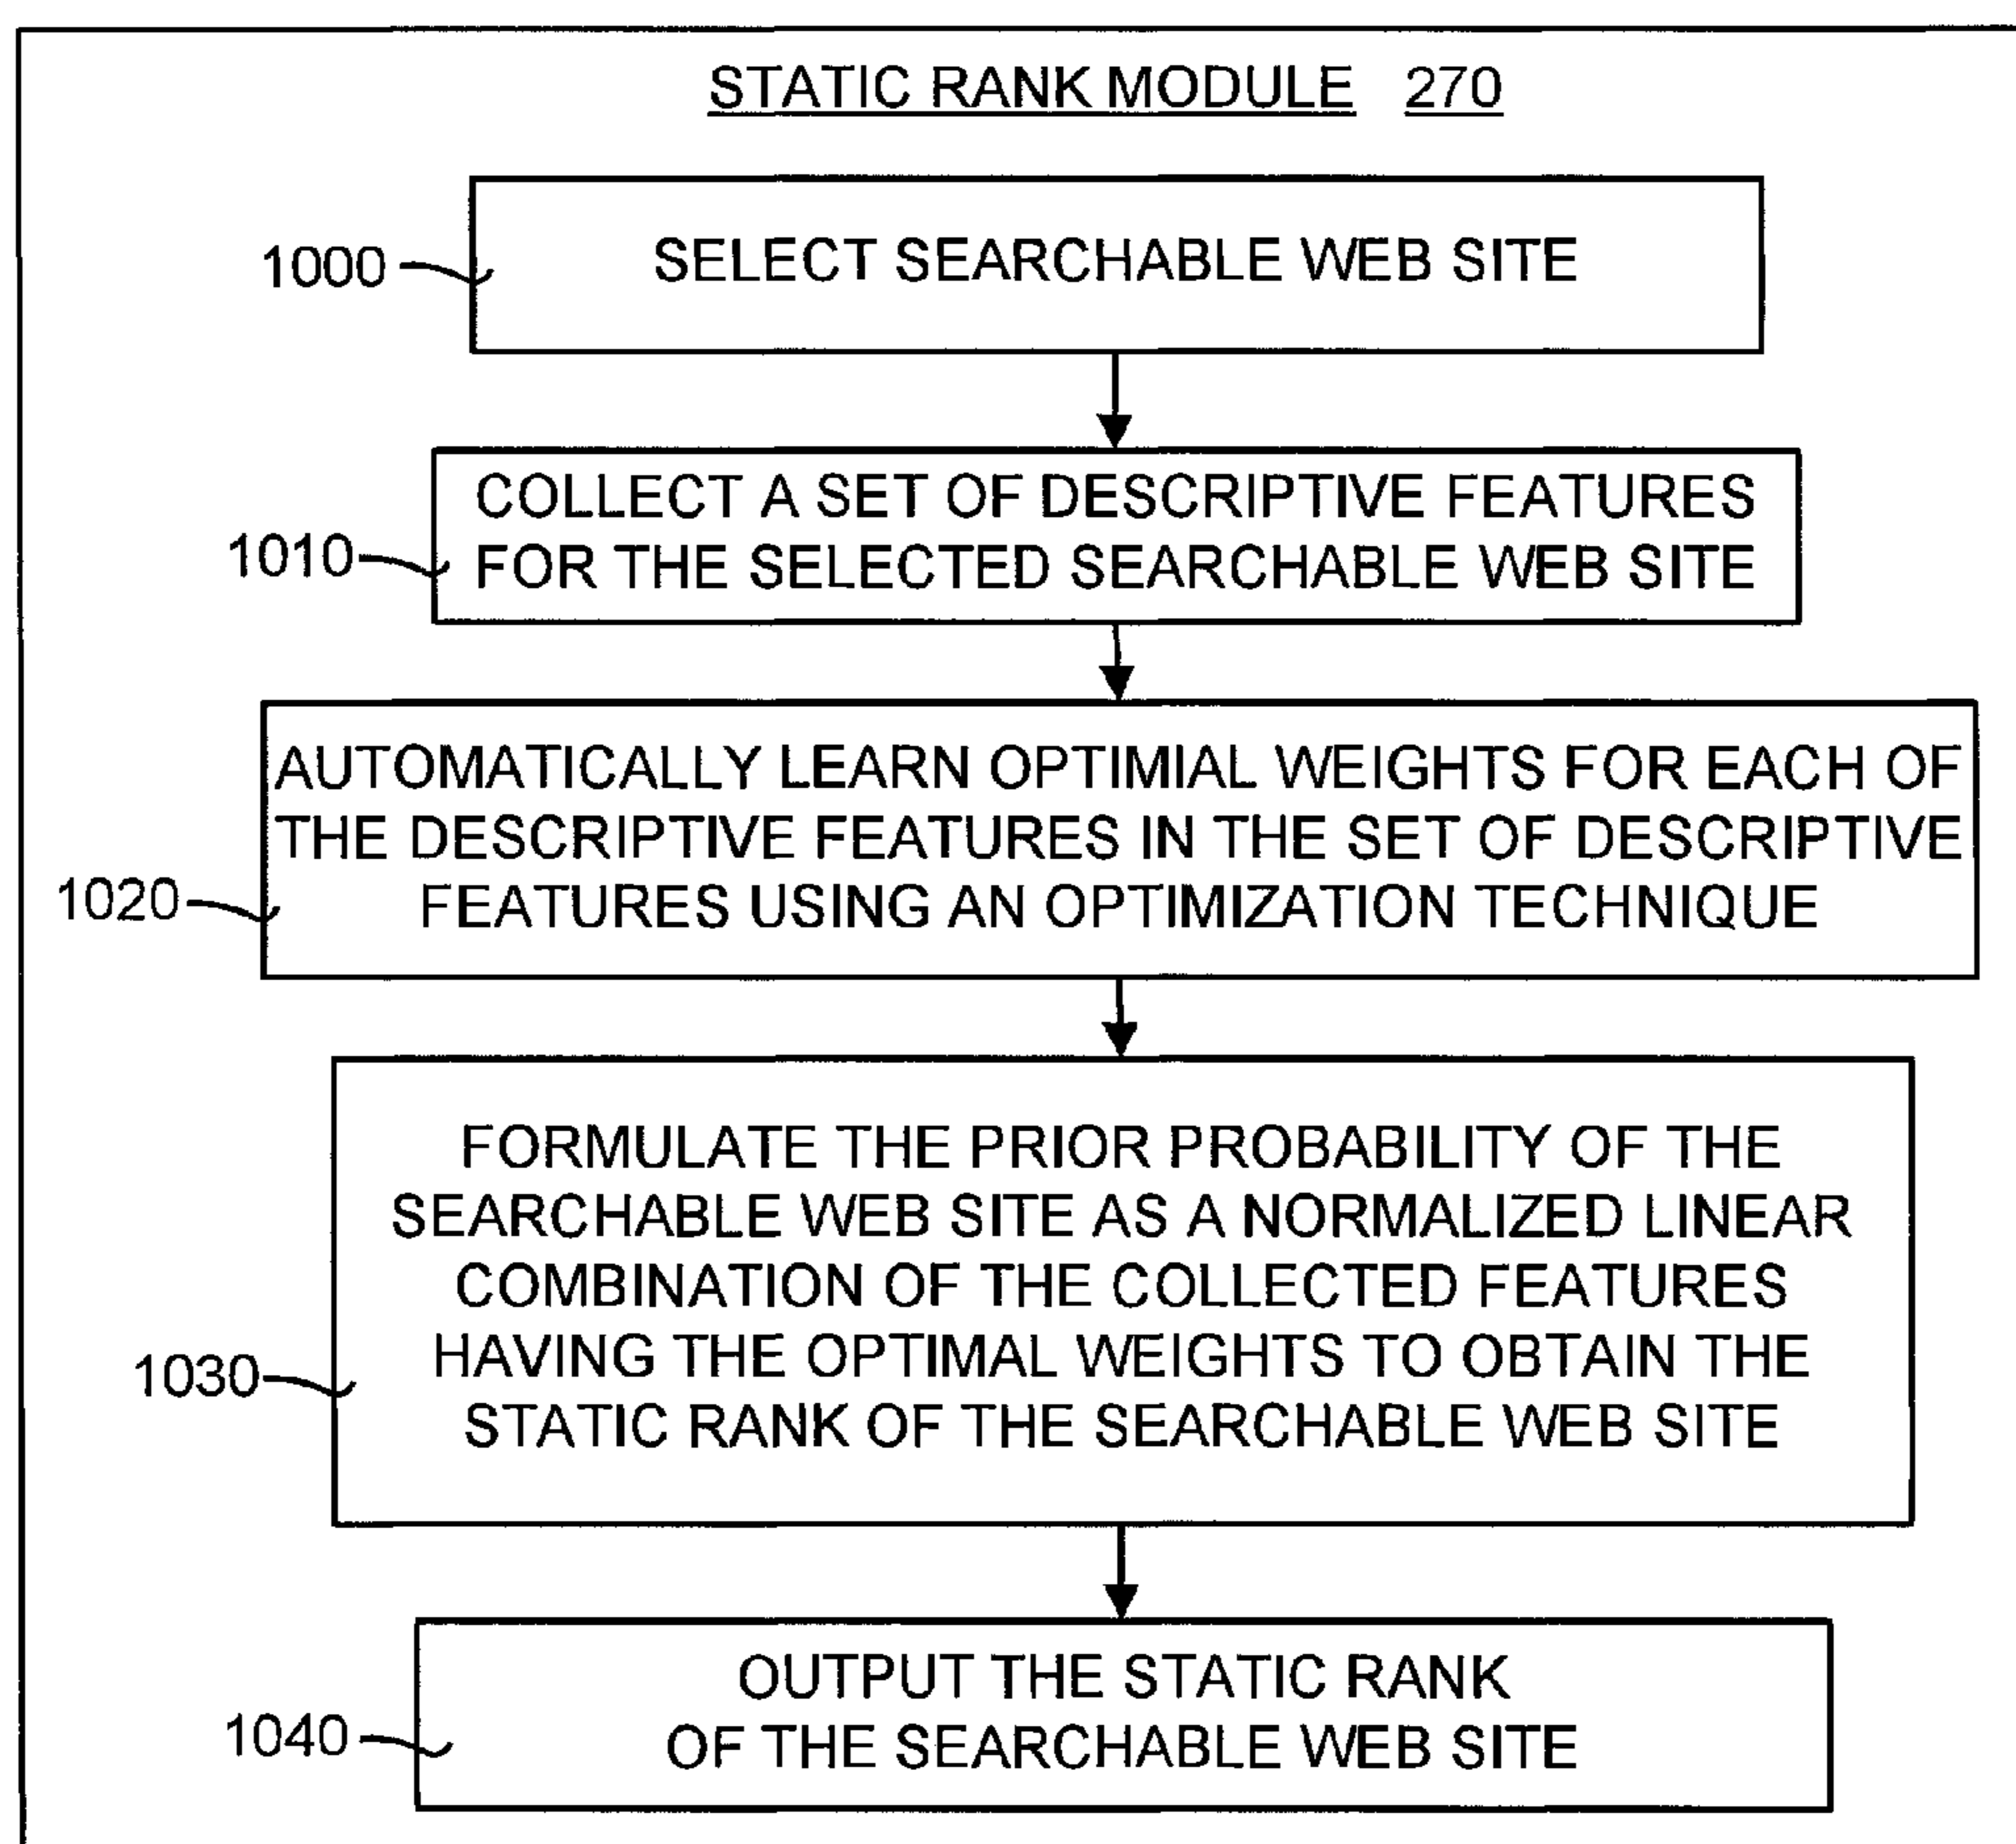 STATIC RANK MODULE 270
1000
SELECT SEARCHABLE WEB SITE
1010
COLLECT A SET OF DESCRIPTIVE FEATURES
FOR THE SELECTED SEARCHABLE WEB SITE
1020
AUTOMATICALLY LEARN OPTIMIAL WEIGHTS FOR EACH OF
THE DESCRIPTIVE FEATURES IN THE SET OF DESCRIPTIVE
FEATURES USING AN OPTIMIZATION TECHNIQUE
1030
FORMULATE THE PRIOR PROBABILITY OF THE
SEARCHABLE WEB SITE AS A NORMALIZED LINEAR
COMBINATION OF THE COLLECTED FEATURES
HAVING THE OPTIMAL WEIGHTS TO OBTAIN THE
STATIC RANK OF THE SEARCHABLE WEB SITE
1040
OUTPUT THE STATIC RANK
OF THE SEARCHABLE WEB SITE